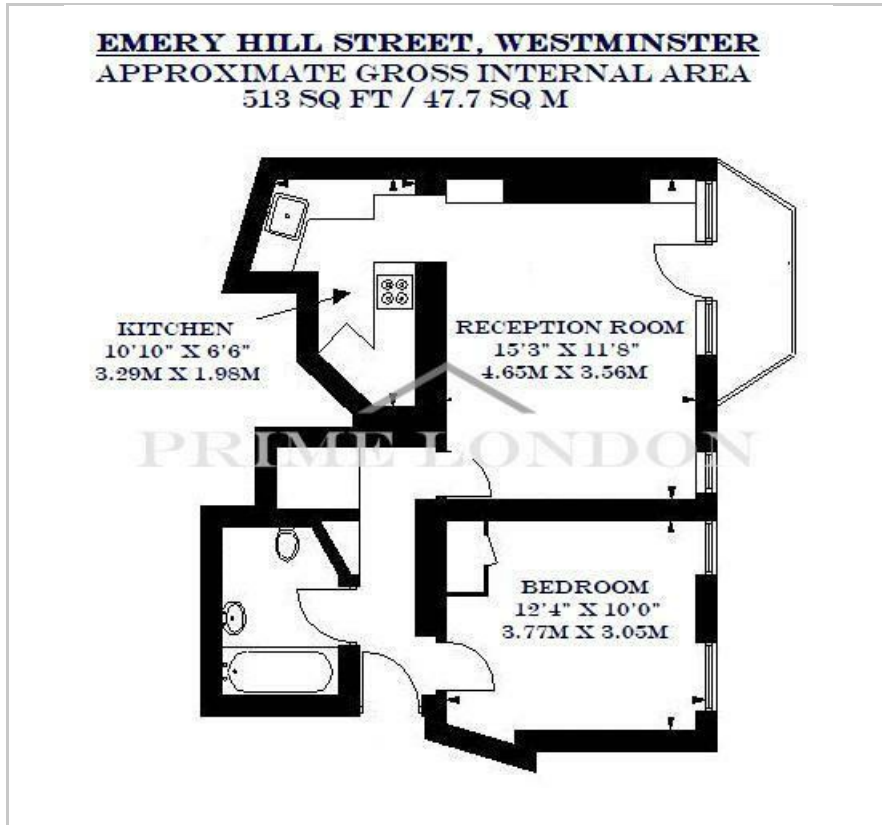 EMERY HILL STREET, WESTMINSTER
APPROXIMATE GROSS INTERNAL AREA
513 SQ FT / 47.7 SQ M
KITCHEN
10'10" X 6'6"
3.29M X 1.98M
RECEPTION ROOM
15'3" X 11'8"
4.65M X 3.56M
PRIME LONDON
BEDROOM
12'4" X 10'0"
3.77M X 3.05M